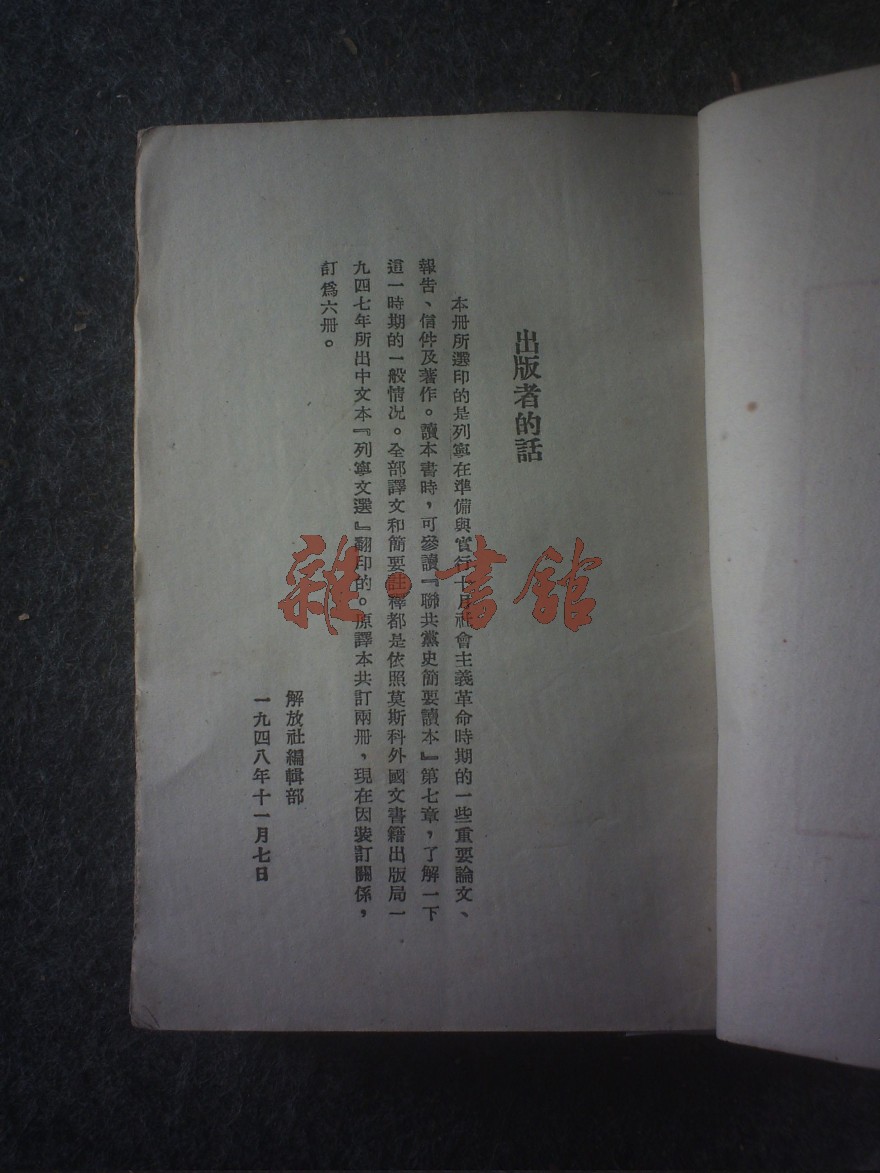 出版者的話
本冊所選印的是列寧在準備與實行十月社會主義革命時期的一些重要論文、
報告、信件及著作。讀本書時，可參讀『聯共黨史簡要讀本』第七章，了解一下
這一時期的一般情況。全部譯文和簡要註釋都是依照莫斯科外國文書籍出版局一
九四七年所出中文本『列寧文選』翻印的。原譯本共訂兩冊，現在因裝訂關係，
訂爲六冊。
解放社編輯部
一九四八年十一月七日
雜·書館